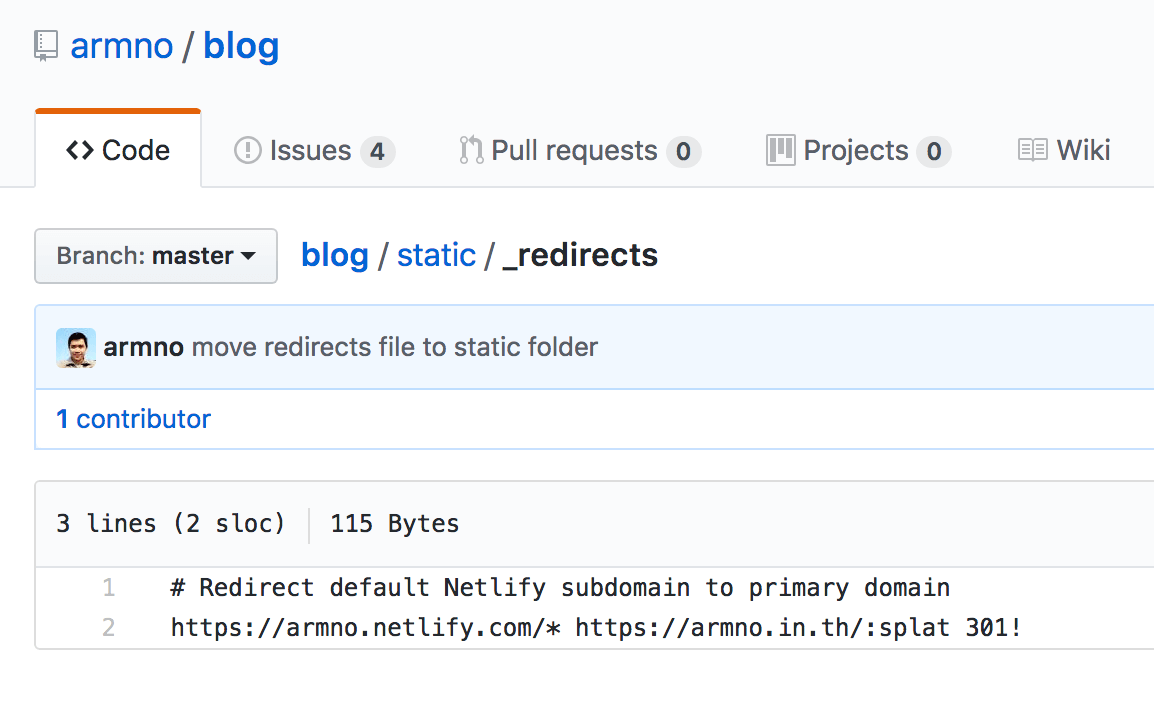 armno / blog
Code Issues 4 Pull requests 0 Projects 0 Wiki
Branch: master blog / static / _redirects
armno move redirects file to static folder
1 contributor
3 lines (2 sloc) 115 Bytes
1 # Redirect default Netlify subdomain to primary domain
2 https://armno.netlify.com/* https://armno.in.th/:splat 301!